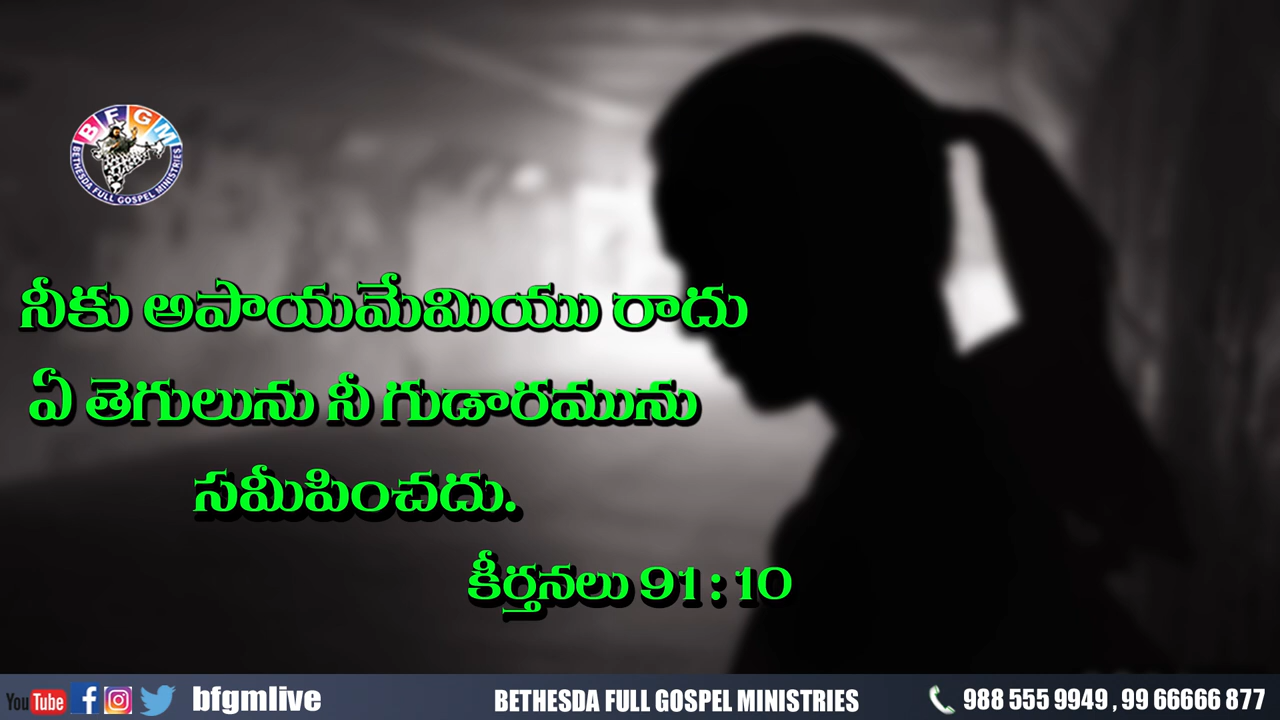 BFGM
BETHESDA FULL GOSPEL MINISTRIES
నీకు అపాయమేమియు రాదు
ఏ తెగులును నీ గుడారమును
సమీపించదు.
కీర్తనలు 91 : 10
YouTube bfgmlive BETHESDA FULL GOSPEL MINISTRIES 988 555 9949 , 99 66666 877